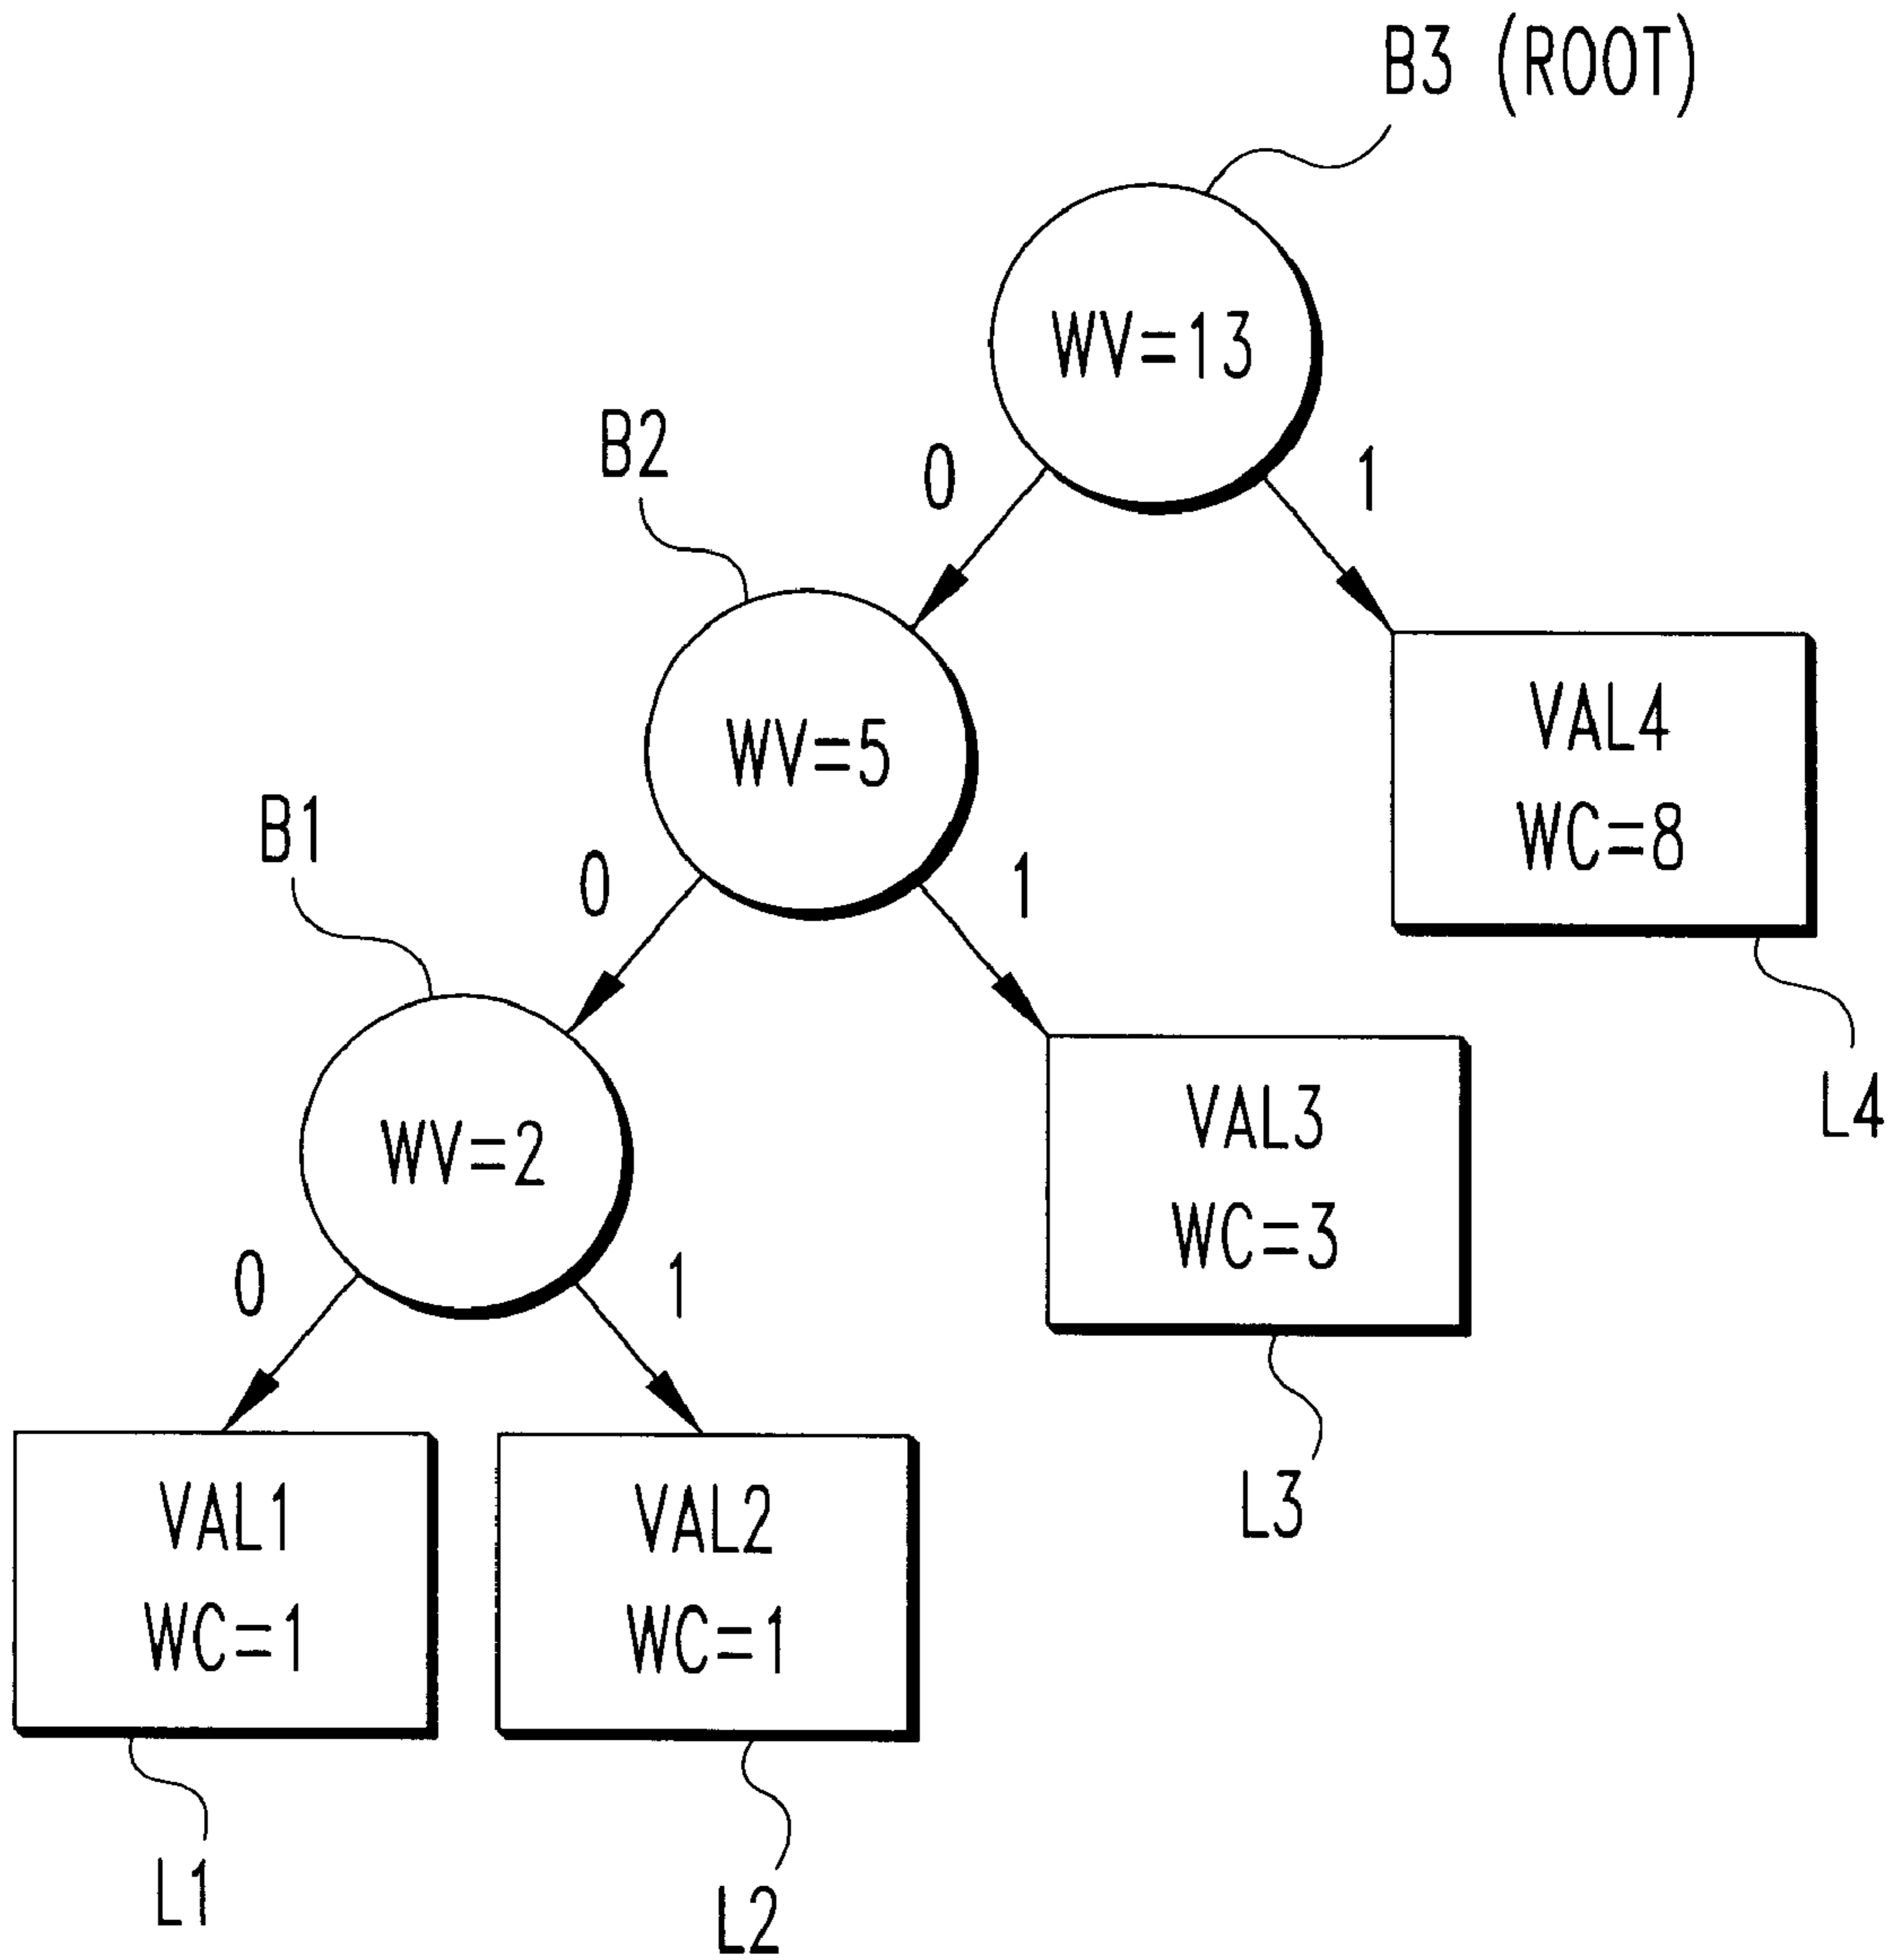 B3 (ROOT)
WV=13
B2
0
1
WV=5
VAL4
WC=8
B1
0
1
L4
WV=2
VAL3
WC=3
0
1
L3
VAL1
WC=1
VAL2
WC=1
L1
L2